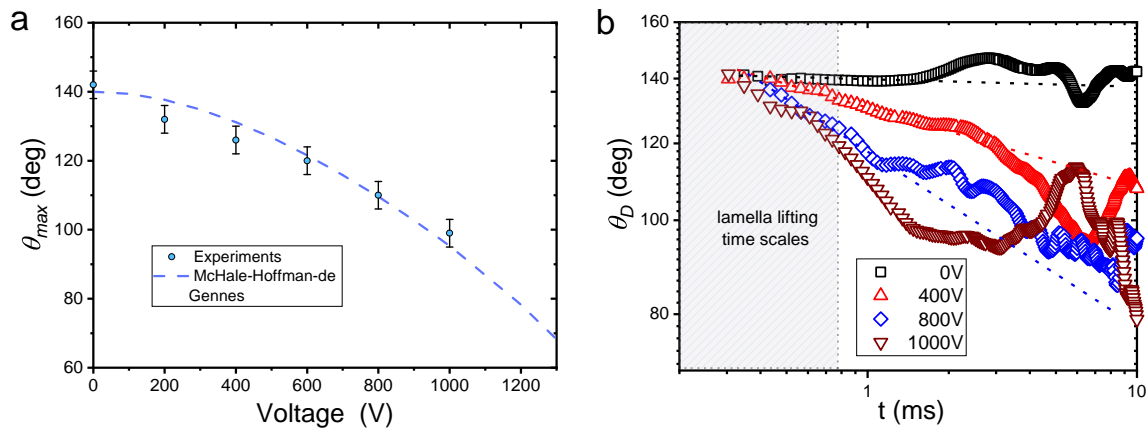 a
160
140
120
100
80
60
θmax (deg)
Experiments
McHale-Hoffman-de
Gennes
0
200
400
600
800
1000
1200
Voltage (V)
b
160
140
120
100
80
θD (deg)
lamella lifting
time scales
0V
400V
800V
1000V
1
10
t (ms)